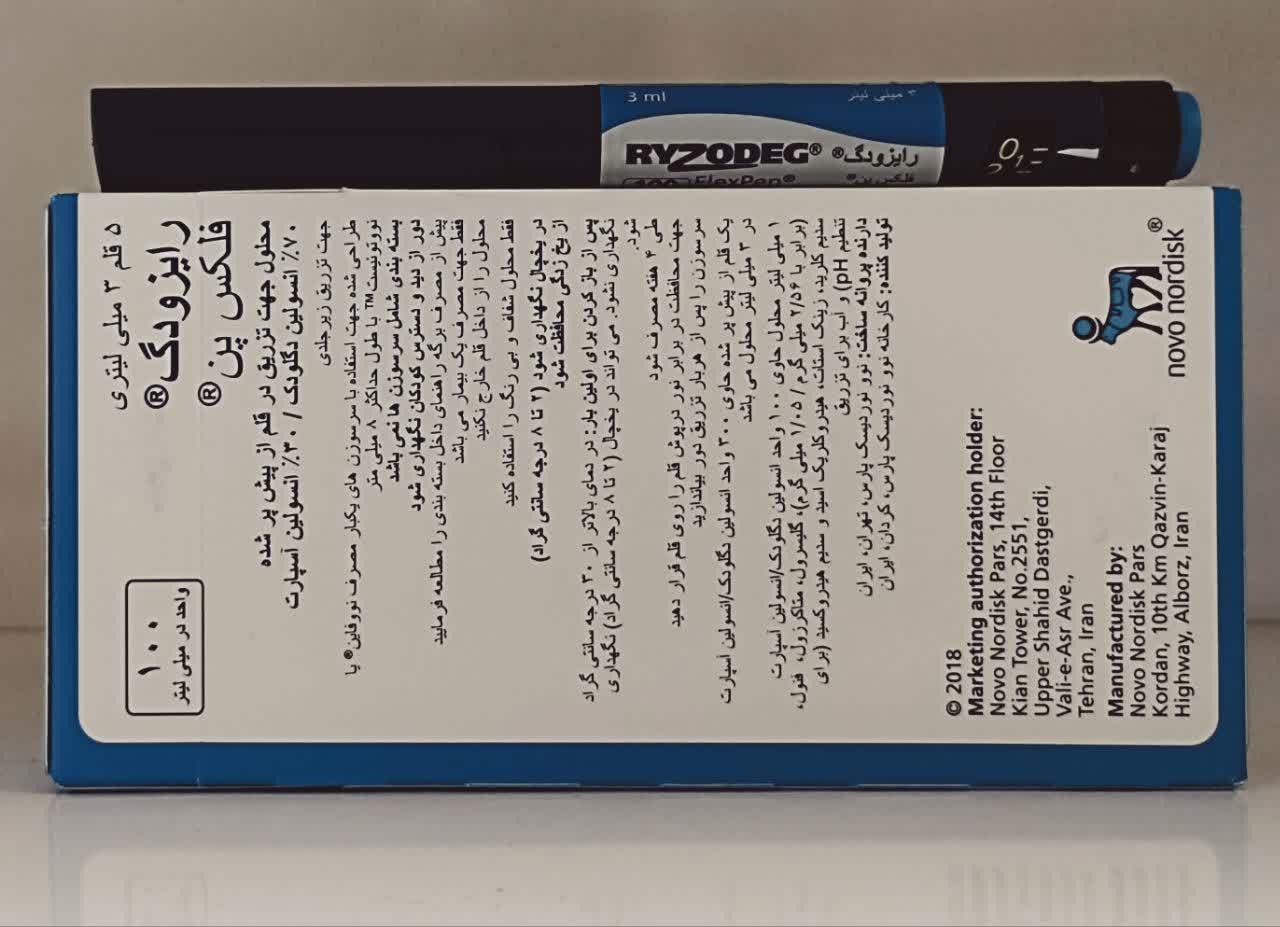 3 ml
۳ میلی لیتر
RYZODEG® رایزودگ®
FlexPen® فلکس پن®
۵ قلم ۳ میلی لیتری
رایزودگ®
فلکس پن®
۱۰۰
واحد در میلی لیتر
محلول جهت تزریق در قلم از پیش پر شده
۷۰٪ انسولین دگلودک / ۳۰٪ انسولین آسپارت
جهت تزریق زیرجلدی
طراحی شده جهت استفاده با سرسوزن های یکبار مصرف نووفاین® یا
نووتوئیست™ با طول حداکثر ۸ میلی متر
بسته بندی شامل سرسوزن ها نمی باشد
دور از دید و دسترس کودکان نگهداری شود
پیش از مصرف برگه راهنمای داخل بسته بندی را مطالعه فرمایید
فقط جهت مصرف یک بیمار می باشد
محلول را از داخل قلم خارج نکنید
فقط محلول شفاف و بی رنگ را استفاده کنید
در یخچال نگهداری شود (۲ تا ۸ درجه سانتی گراد)
از یخ زدگی محافظت شود
پس از باز کردن برای اولین بار: در دمای بالاتر از ۳۰ درجه سانتی گراد
نگهداری نشود. می تواند در یخچال (۲ تا ۸ درجه سانتی گراد) نگهداری
شود.
طی ۴ هفته مصرف شود
جهت محافظت در برابر نور درپوش قلم را روی قلم قرار دهید
سرسوزن را پس از هربار تزریق دور بیاندازید
یک قلم از پیش پر شده حاوی ۳۰۰ واحد انسولین دگلودک/انسولین آسپارت
در ۳ میلی لیتر محلول می باشد
۱ میلی لیتر محلول حاوی ۱۰۰ واحد انسولین دگلودک/انسولین آسپارت
(برابر با ۲/۵۶ میلی گرم / ۱/۰۵ میلی گرم)، گلیسرول، متاکرزول، فنول،
سدیم کلرید، زینک استات، هیدروکلریک اسید و سدیم هیدروکسید (برای
تنظیم pH) و آب برای تزریق
دارنده پروانه ساخت: نوو نوردیسک پارس، تهران، ایران
تولید کننده: کارخانه نوو نوردیسک پارس، کردان، ایران
© 2018
Marketing authorization holder:
Novo Nordisk Pars, 14th Floor
Kian Tower, No.2551,
Upper Shahid Dastgerdi,
Vali-e-Asr Ave.,
Tehran, Iran
Manufactured by:
Novo Nordisk Pars
Kordan, 10th Km Qazvin-Karaj
Highway, Alborz, Iran
novo nordisk®